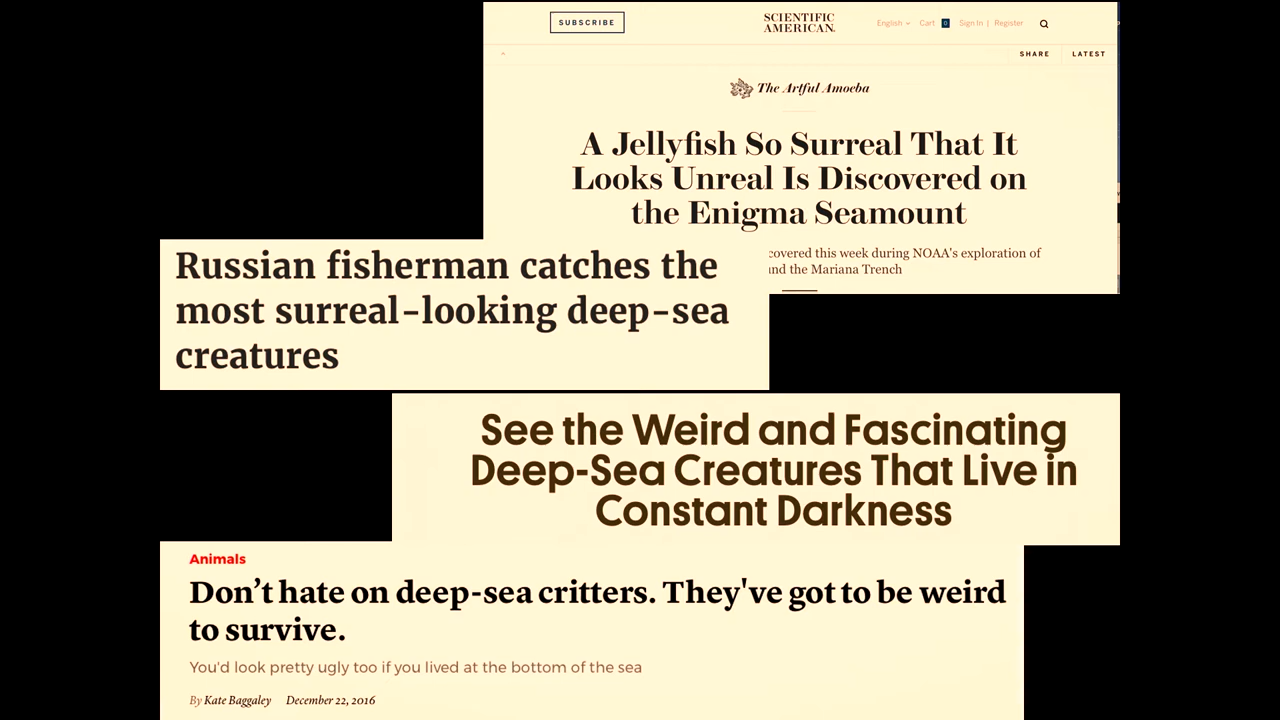 SUBSCRIBE
SCIENTIFIC
AMERICAN
English
Cart 0
Sign In | Register
SHARE
LATEST
The Artful Amoeba
A Jellyfish So Surreal That It
Looks Unreal Is Discovered on
the Enigma Seamount
this week during NOAA's exploration of
the Mariana Trench
Russian fisherman catches the
most surreal-looking deep-sea
creatures
See the Weird and Fascinating
Deep-Sea Creatures That Live in
Constant Darkness
Animals
Don’t hate on deep-sea critters. They've got to be weird
to survive.
You'd look pretty ugly too if you lived at the bottom of the sea
By Kate Baggaley December 22, 2016